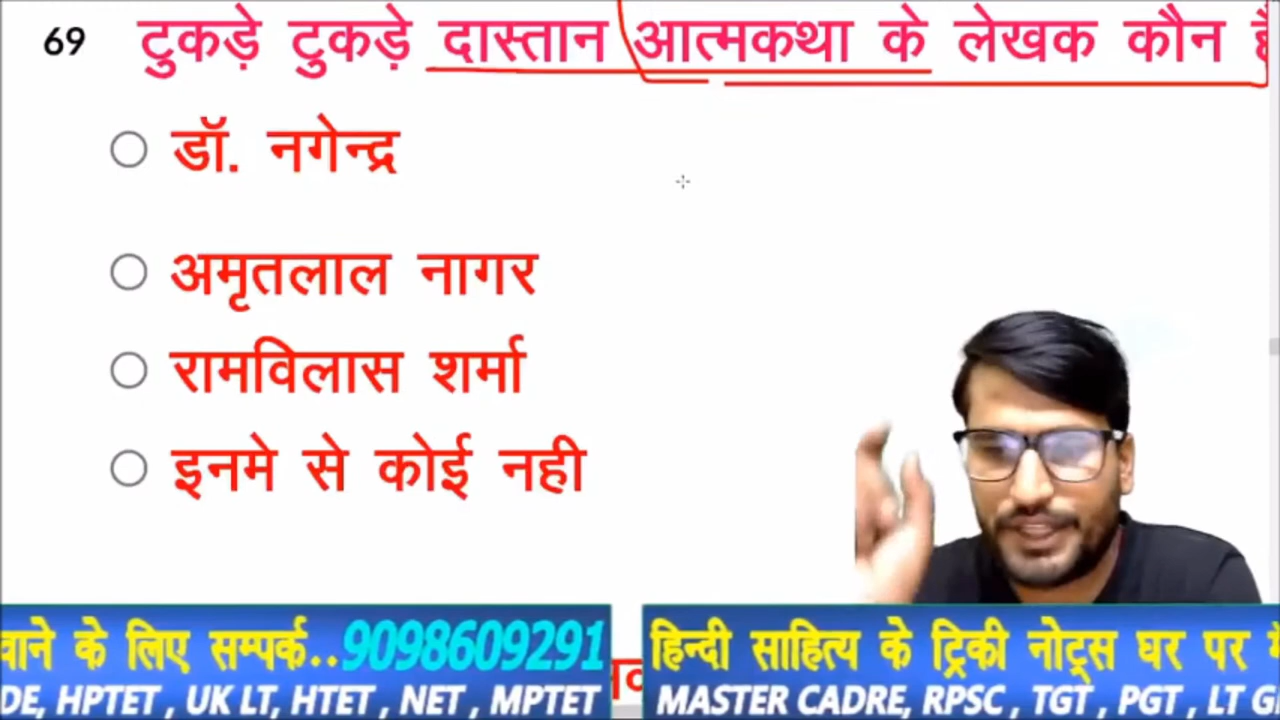 69 टुकड़े टुकड़े दास्तान आत्मकथा के लेखक कौन है
डॉ. नगेन्द्र
अमृतलाल नागर
रामविलास शर्मा
इनमे से कोई नही
वाने के लिए सम्पर्क..9098609291
हिन्दी साहित्य के ट्रिकी नोट्स घर पर
DE, HPTET , UK LT, HTET , NET , MPTET
MASTER CADRE, RPSC , TGT , PGT , LT